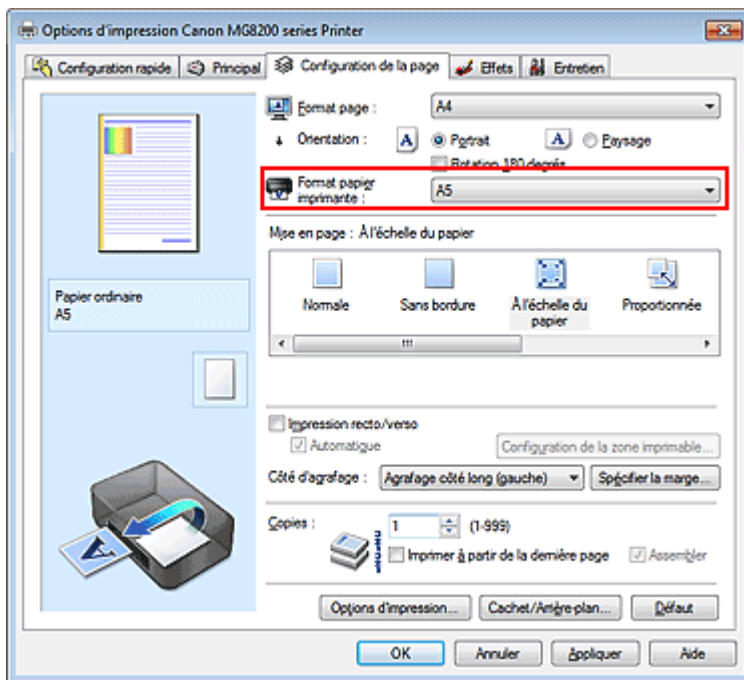 Options d'impression Canon MG8200 series Printer
Configuration rapide Principal Configuration de la page Effets Entretien
Format page : A4
Orientation : A Portrait A Paysage
Rotation 180 degrés
Format papier imprimante : A5
Mise en page : À l'échelle du papier
Normale Sans bordure À l'échelle du papier Proportionnée
Papier ordinaire
A5
Impression recto/verso
Automatique Configuration de la zone imprimable...
Côté d'agrafage : Agrafage côté long (gauche) Spécifier la marge...
Copies : 1 (1-999)
Imprimer à partir de la dernière page Assembler
Options d'impression... Cachet/Arrière-plan... Défaut
OK Annuler Appliquer Aide